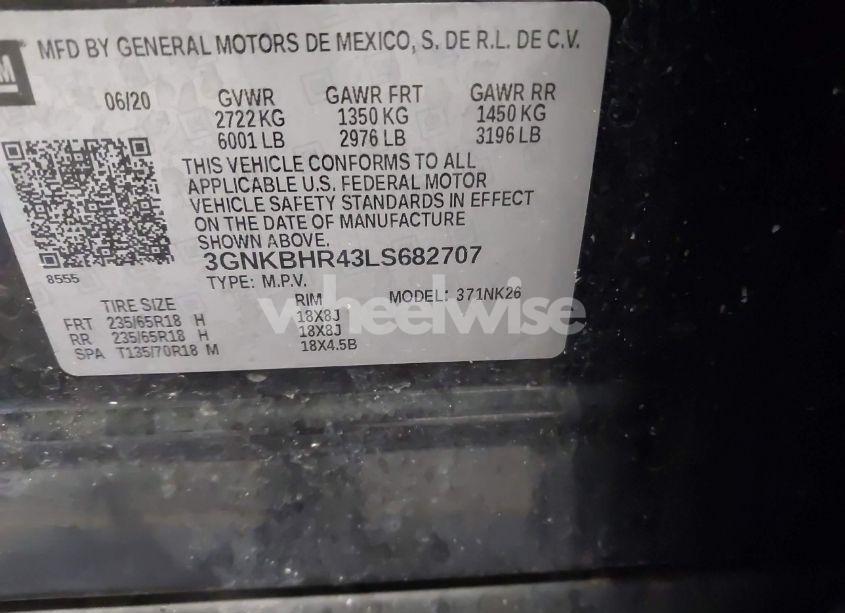 GM
MFD BY GENERAL MOTORS DE MEXICO, S. DE R.L. DE C.V.
06/20 GVWR GAWR FRT GAWR RR
2722 KG 1350 KG 1450 KG
6001 LB 2976 LB 3196 LB
THIS VEHICLE CONFORMS TO ALL
APPLICABLE U.S. FEDERAL MOTOR
VEHICLE SAFETY STANDARDS IN EFFECT
ON THE DATE OF MANUFACTURE
SHOWN ABOVE.
3GNKBHR43LS682707
8555
TYPE: M.P.V. MODEL: 371NK26
TIRE SIZE RIM
FRT 235/65R18 H 18X8J
RR 235/65R18 H 18X8J
SPA T135/70R18 M 18X4.5B
wheelwise